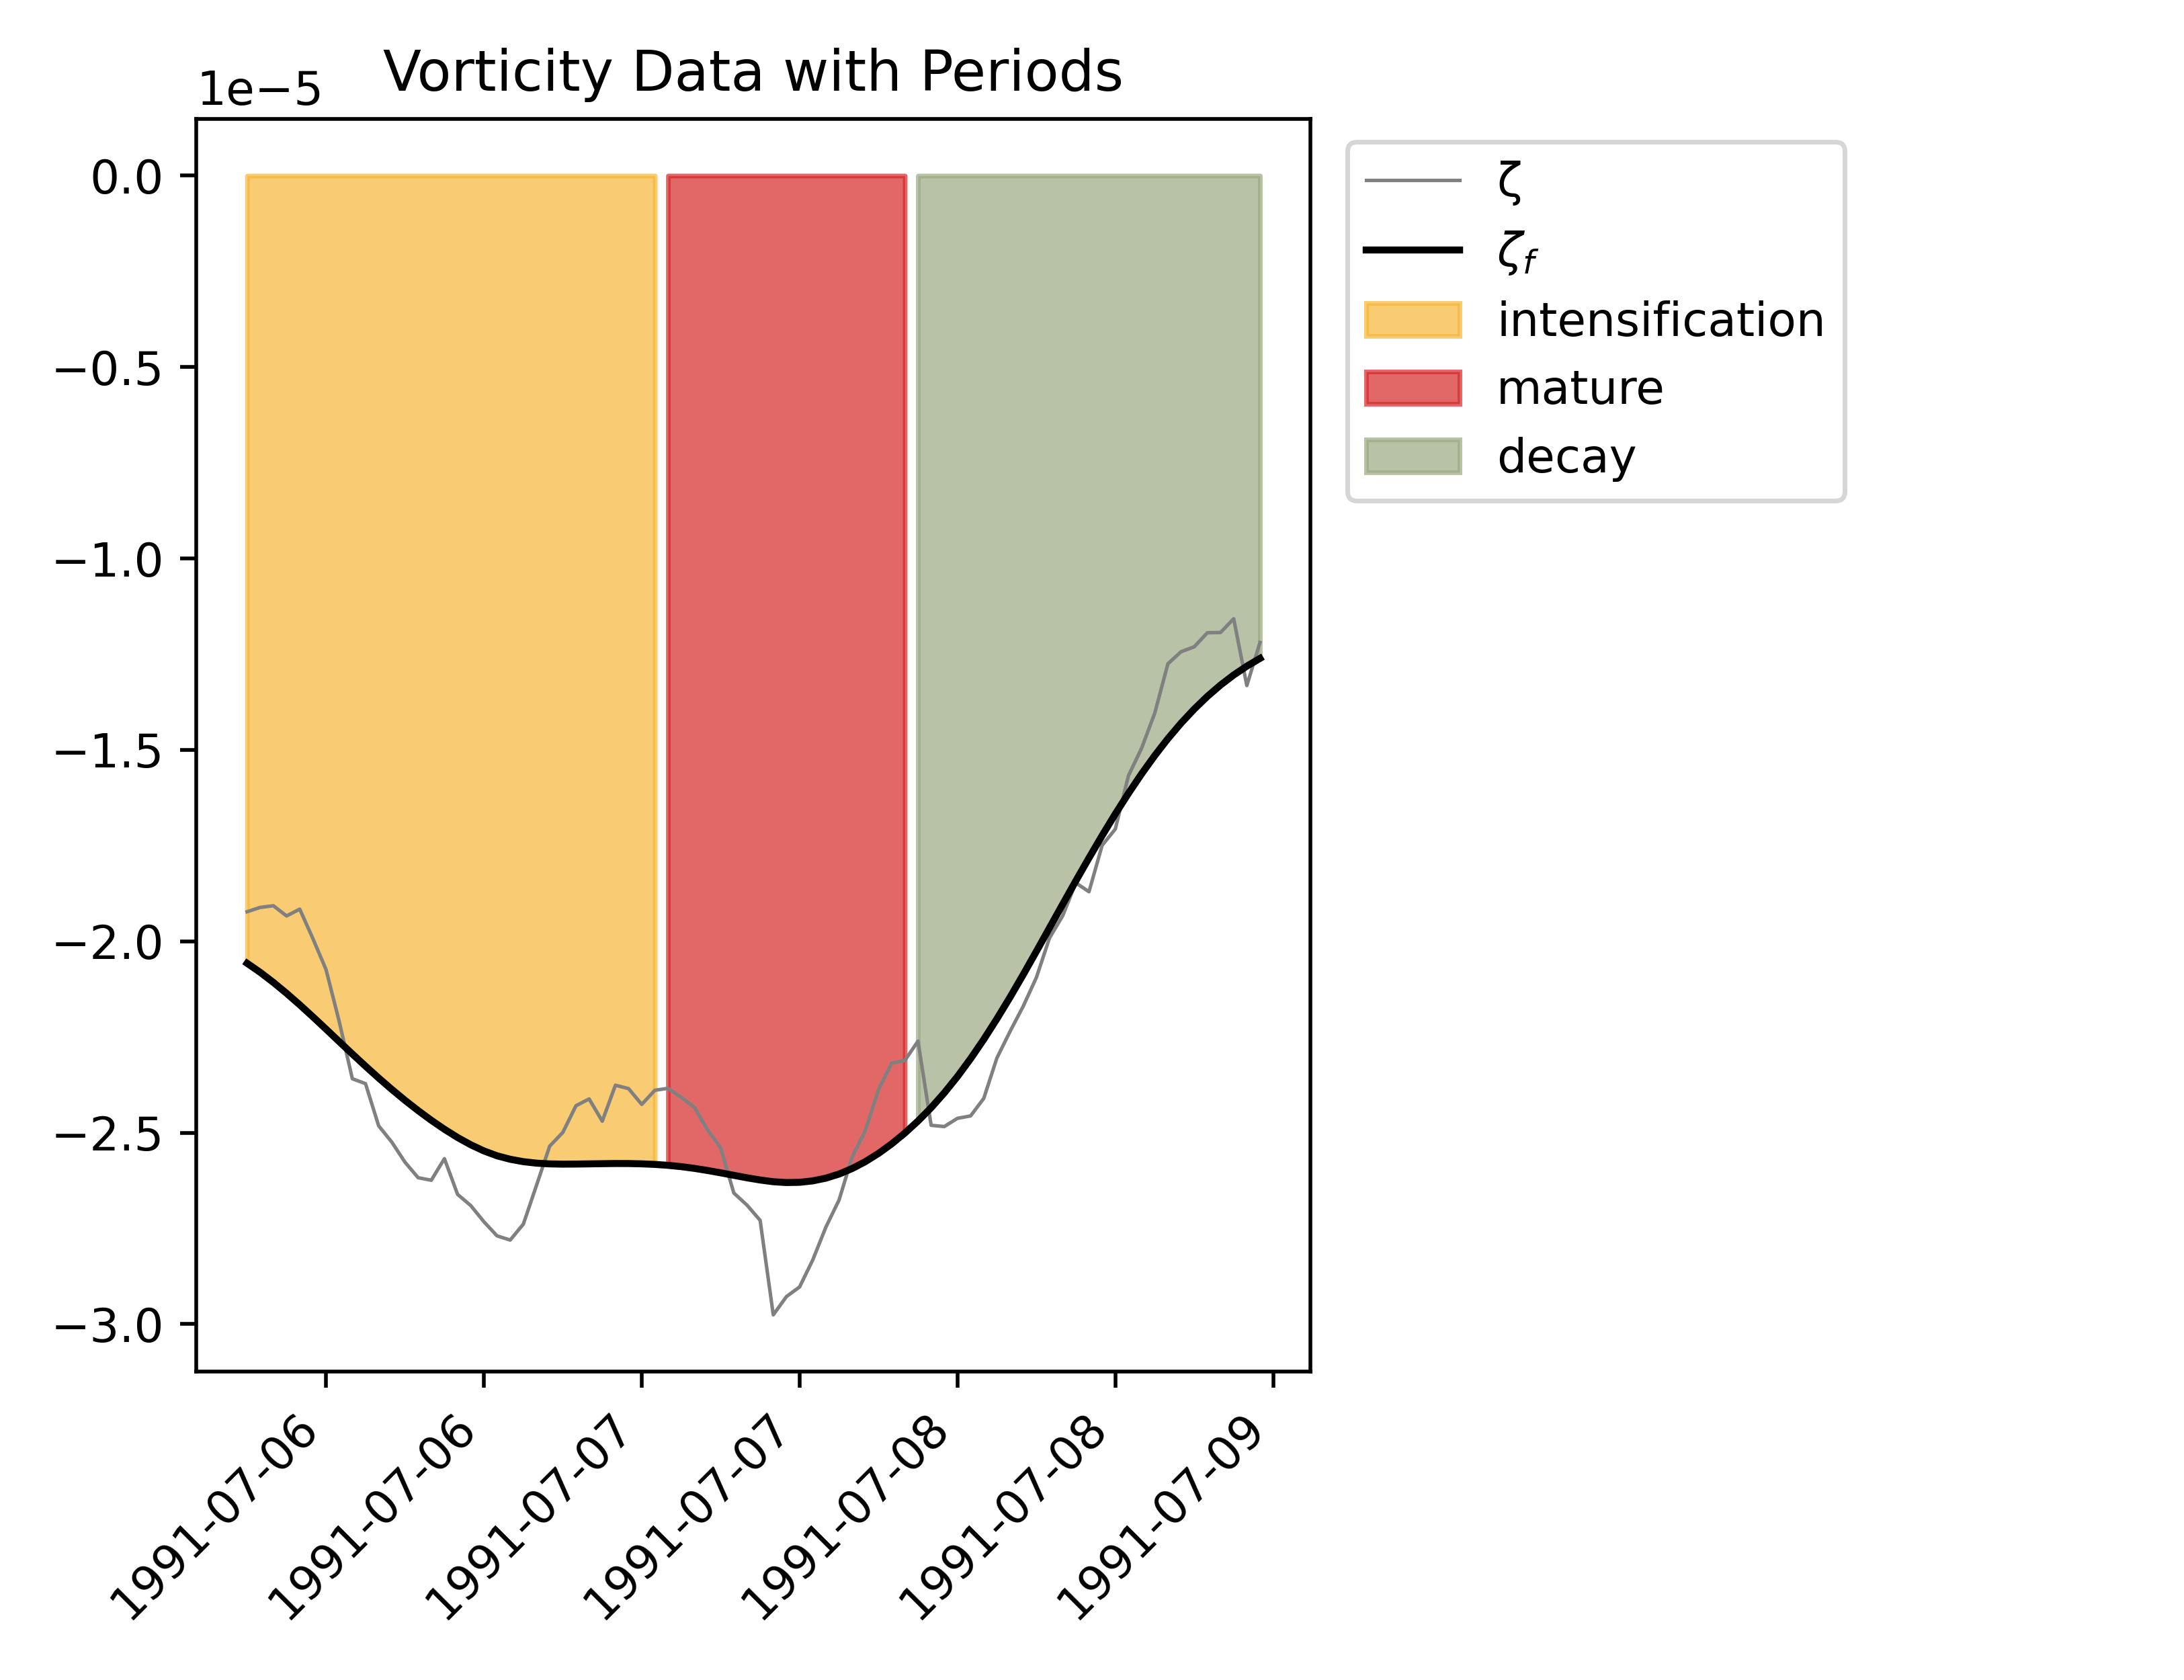 Vorticity Data with Periods
1e−5
0.0
−0.5
−1.0
−1.5
−2.0
−2.5
−3.0
1991-07-06
1991-07-06
1991-07-07
1991-07-07
1991-07-08
1991-07-08
1991-07-09
ζ
ζf
intensification
mature
decay